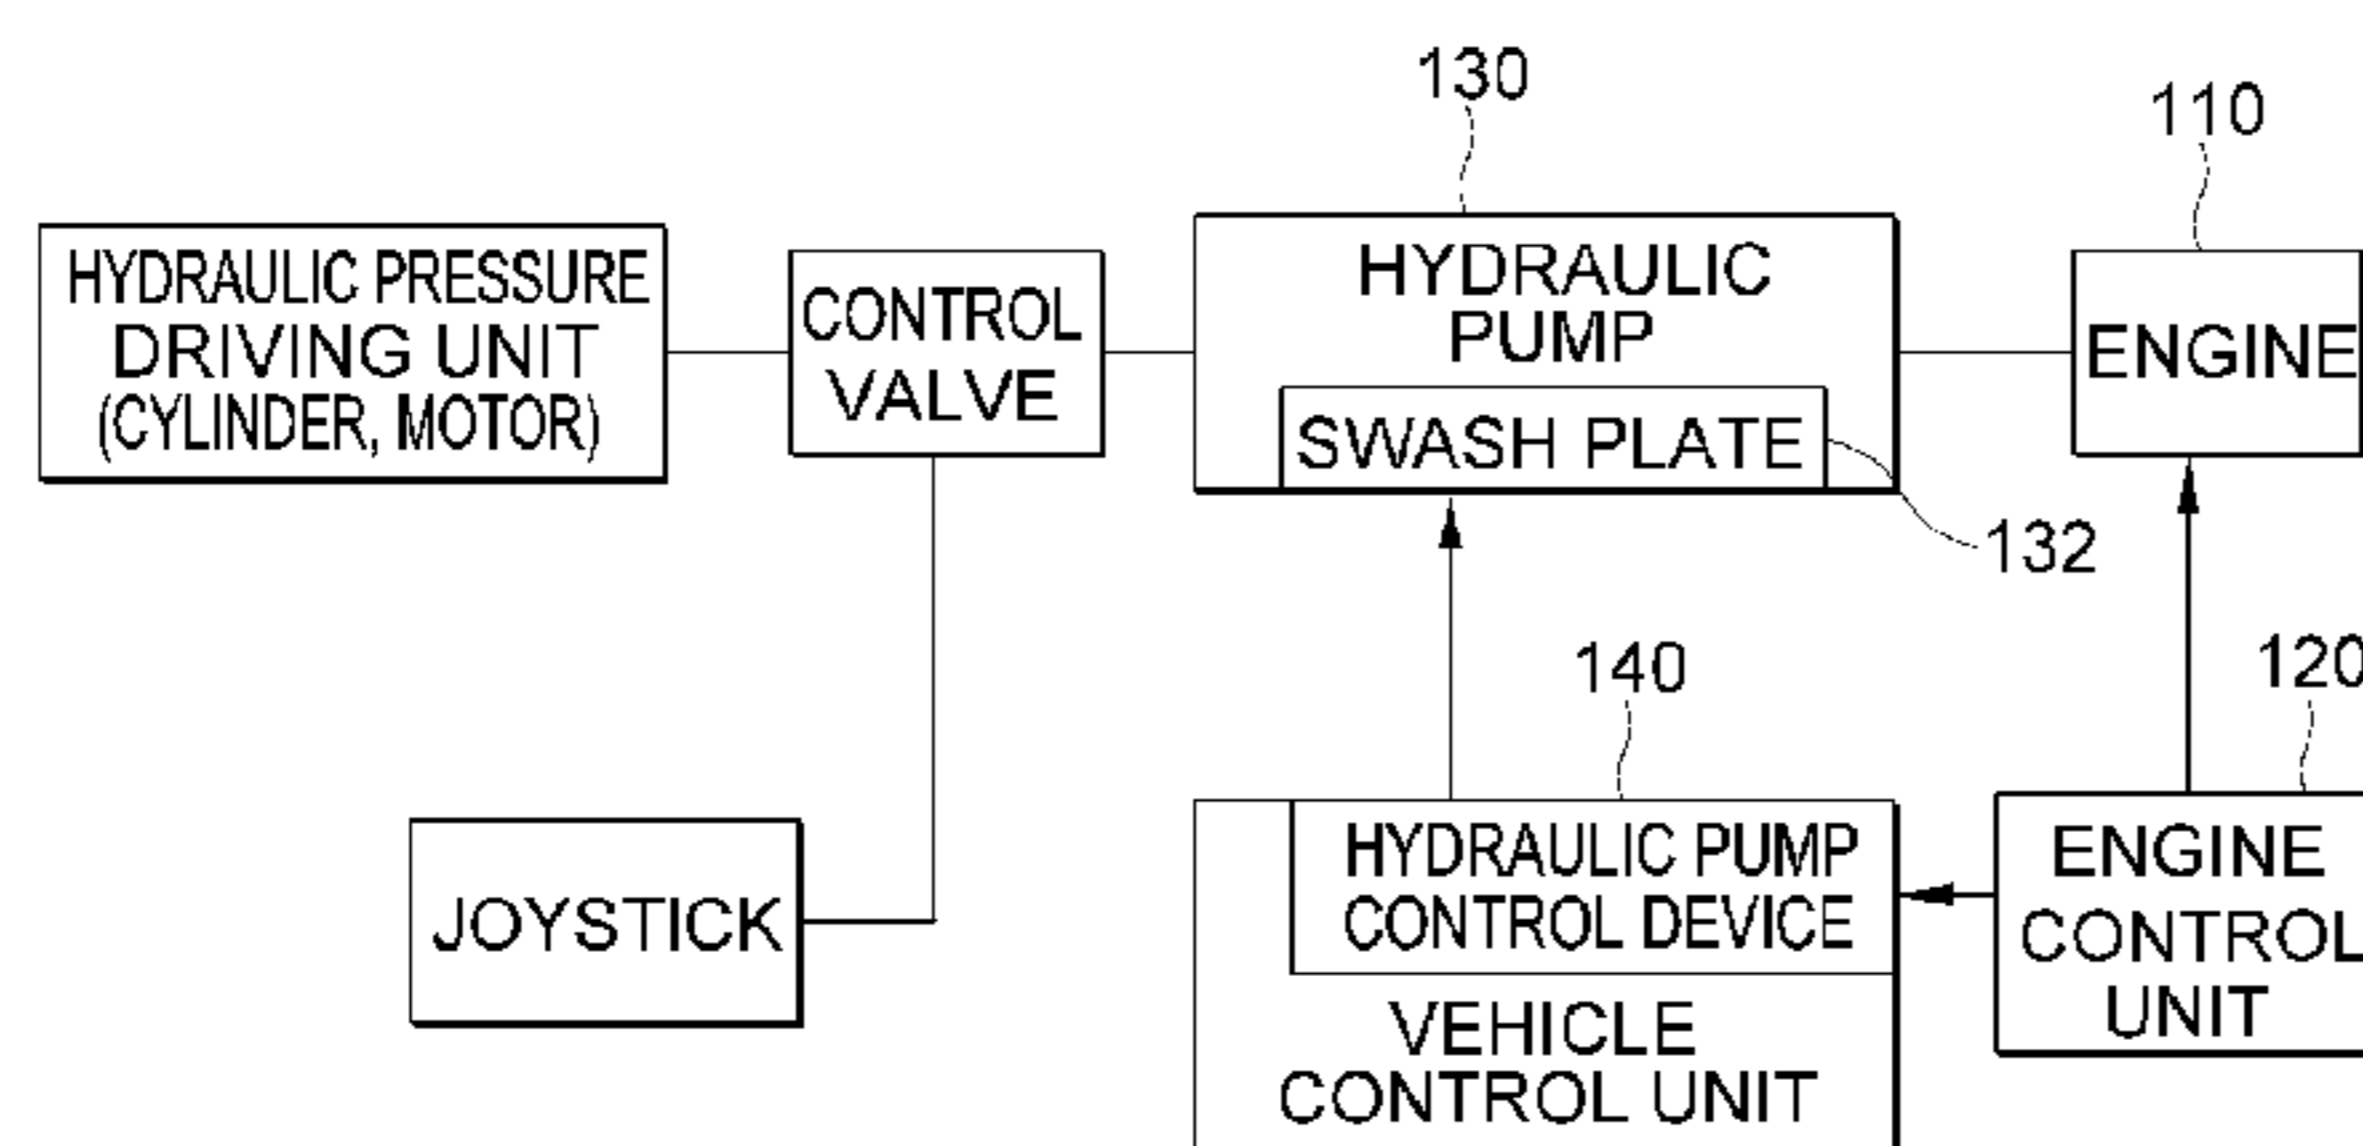 130
110
HYDRAULIC PRESSURE
DRIVING UNIT
(CYLINDER, MOTOR)
CONTROL
VALVE
HYDRAULIC
PUMP
SWASH PLATE
ENGINE
132
140
120
JOYSTICK
HYDRAULIC PUMP
CONTROL DEVICE
VEHICLE
CONTROL UNIT
ENGINE
CONTROL
UNIT